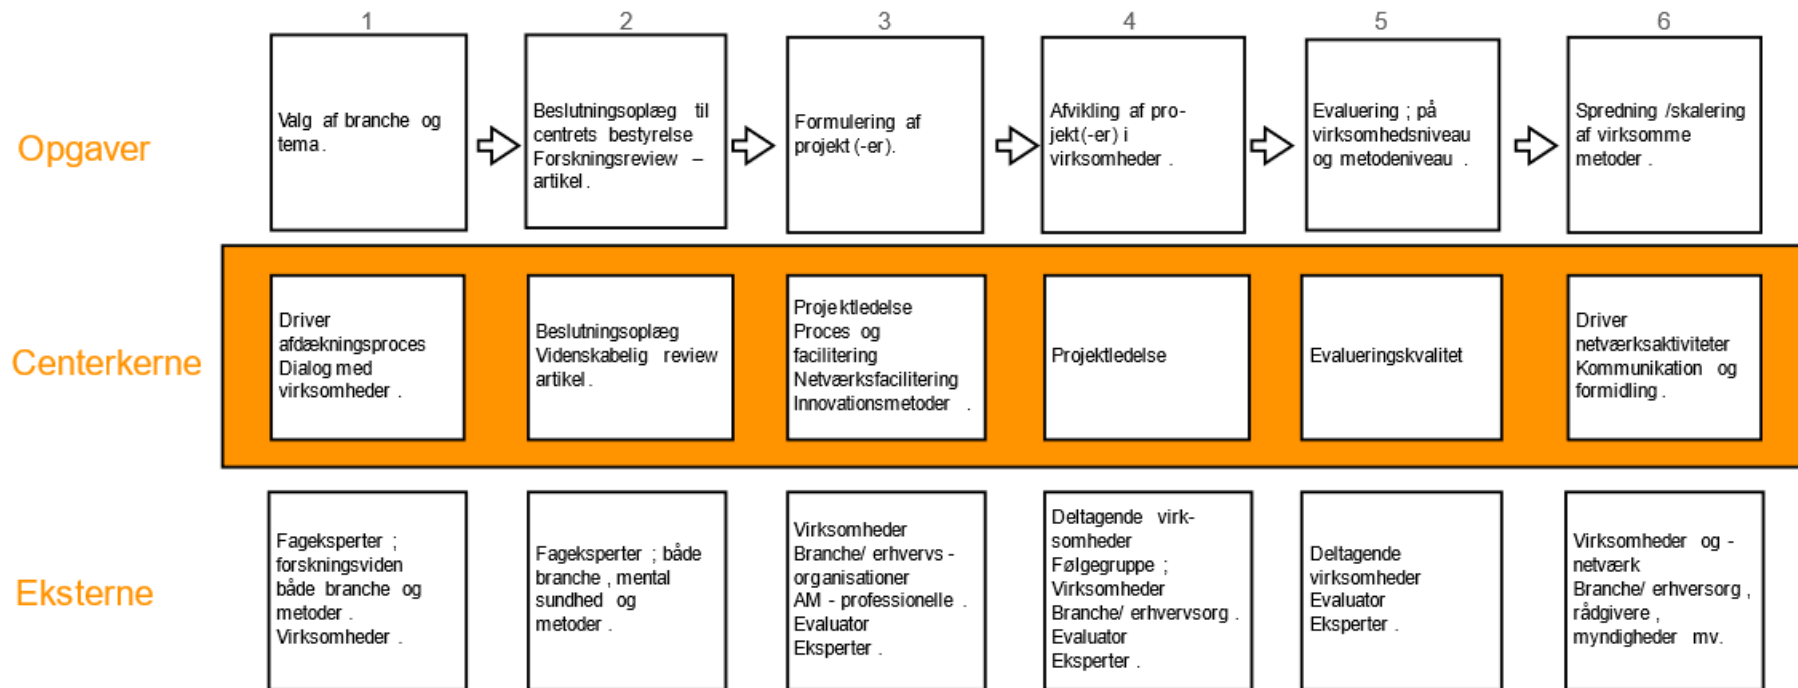 1
2
3
4
5
6
Opgaver
Valg af branche og
tema.
Beslutningsoplæg til
centrets bestyrelse
Forskningsreview –
artikel.
Formulering af
projekt (-er).
Afvikling af pro-
jekt(-er) i
virksomheder .
Evaluering ; på
virksomhedsniveau
og metodeniveau .
Spredning /skalering
af virksomme
metoder .
Centerkerne
Driver
afdækningsproces
Dialog med
virksomheder .
Beslutningsoplæg
Videnskabelig review
artikel.
Projektledelse
Proces og
facilitering
Netværksfacilitering
Innovationsmetoder .
Projektledelse
Evalueringskvalitet
Driver
netværksaktiviteter
Kommunikation og
formidling .
Eksterne
Fageksperter ;
forskningsviden
både branche og
metoder .
Virksomheder .
Fageksperter ; både
branche , mental
sundhed og
metoder .
Virksomheder
Branche/ erhvervs -
organisationer
AM - professionelle .
Evaluator
Eksperter .
Deltagende virk-
somheder
Følgegruppe ;
Virksomheder
Branche/ erhvervsorg .
Evaluator
Eksperter .
Deltagende
virksomheder
Evaluator
Eksperter .
Virksomheder og -
netværk
Branche/ erhversorg ,
rådgivere ,
myndigheder mv.